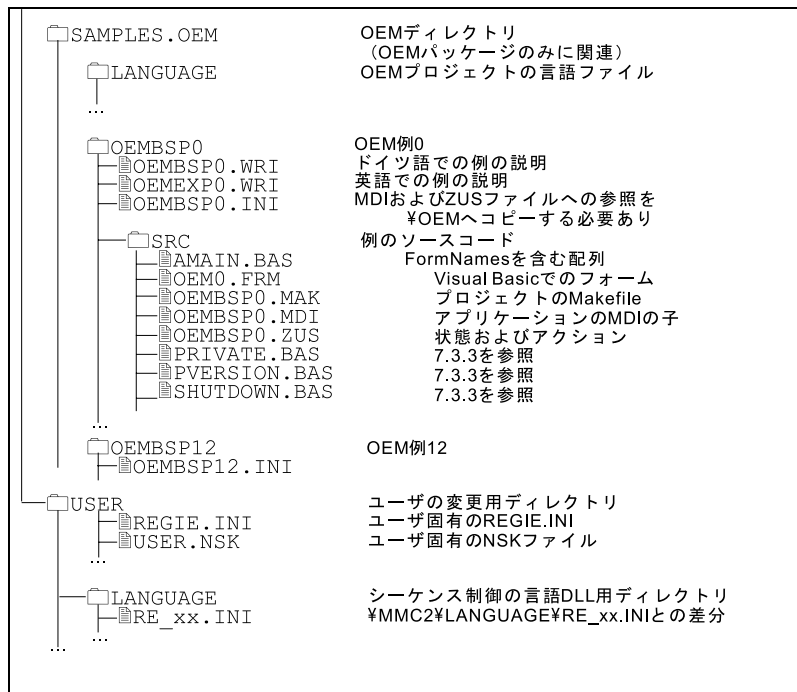 SAMPLES.OEM OEMディレクトリ
（OEMパッケージのみに関連）
LANGUAGE OEMプロジェクトの言語ファイル
...
OEMBSP0 OEM例0
OEMBSP0.WRI ドイツ語での例の説明
OEMEXP0.WRI 英語での例の説明
OEMBSP0.INI MDIおよびZUSファイルへの参照を
¥OEMへコピーする必要あり
SRC 例のソースコード
AMAIN.BAS FormNamesを含む配列
OEM0.FRM Visual Basicでのフォーム
OEMBSP0.MAK プロジェクトのMakefile
OEMBSP0.MDI アプリケーションのMDIの子
OEMBSP0.ZUS 状態およびアクション
PRIVATE.BAS 7.3.3を参照
PVERSION.BAS 7.3.3を参照
SHUTDOWN.BAS 7.3.3を参照
...
OEMBSP12 OEM例12
OEMBSP12.INI
USER ユーザの変更用ディレクトリ
REGIE.INI ユーザ固有のREGIE.INI
USER.NSK ユーザ固有のNSKファイル
...
LANGUAGE シーケンス制御の言語DLL用ディレクトリ
RE_xx.INI ¥MMC2¥LANGUAGE¥RE_xx.INIとの差分
...
...